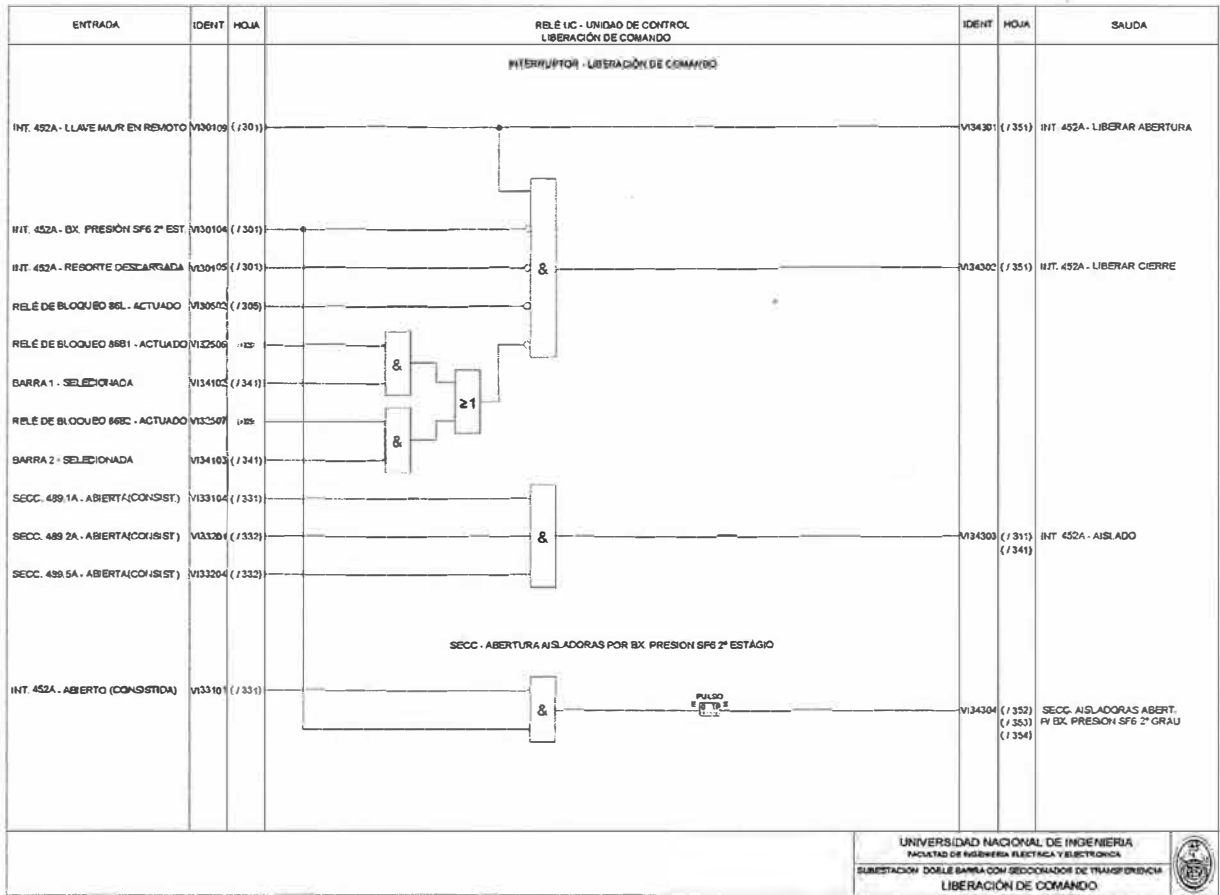 ENTRADA IDENT HOJA RELÉ UC - UNIDAD DE CONTROL IDENT HOJA SALIDA
LIBERACIÓN DE COMANDO
INTERRUPTOR - LIBERACIÓN DE COMANDO
INT. 452A - LLAVE M/L/R EN REMOTO VI30109 ( / 301) VI34301 ( / 351) INT. 452A - LIBERAR ABERTURA
INT. 452A - BX. PRESIÓN SF6 2º EST. VI30104 ( / 301)
INT. 452A - RESORTE DESCARGADA VI30105 ( / 301) & VI34302 ( / 351) INT. 452A - LIBERAR CIERRE
RELÉ DE BLOQUEO 86L - ACTUADO VI30502 ( / 305)
RELÉ DE BLOQUEO 86B1 - ACTUADO VI32506
&
BARRA 1 - SELECIONADA VI34102 ( / 341)
≥1
RELÉ DE BLOQUEO 86B2 - ACTUADO VI32507
&
BARRA 2 - SELECIONADA VI34103 ( / 341)
SECC. 489.1A - ABIERTA(CONSIST.) VI33104 ( / 331)
SECC. 489.2A - ABIERTA(CONSIST.) VI33201 ( / 332) & VI34303 ( / 311) INT. 452A - AISLADO
( / 341)
SECC. 489.5A - ABIERTA(CONSIST.) VI33204 ( / 332)
SECC - ABERTURA AISLADORAS POR BX. PRESION SF6 2º ESTÁGIO
INT. 452A - ABIERTO (CONSISTIDA) VI33101 ( / 331)
PULSO
& VI34304 ( / 352) SECC. AISLADORAS ABERT.
( / 353) P/ BX. PRESION SF6 2º GRAU
( / 354)
UNIVERSIDAD NACIONAL DE INGENIERIA
FACULTAD DE INGENIERIA ELECTRICA Y ELECTRONICA
SUBESTACION DOBLE BARRA CON SECCIONADOR DE TRANSFERENCIA
LIBERACIÓN DE COMANDO